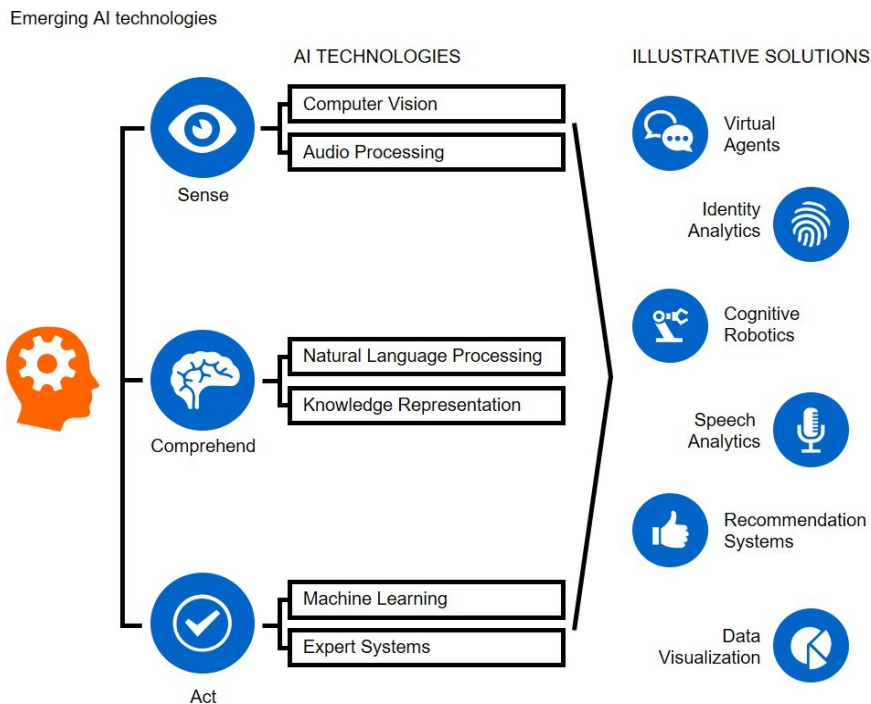 Emerging AI technologies
AI TECHNOLOGIES
Computer Vision
Audio Processing
Sense
Natural Language Processing
Knowledge Representation
Comprehend
Machine Learning
Expert Systems
Act
ILLUSTRATIVE SOLUTIONS
Virtual
Agents
Identity
Analytics
Cognitive
Robotics
Speech
Analytics
Recommendation
Systems
Data
Visualization